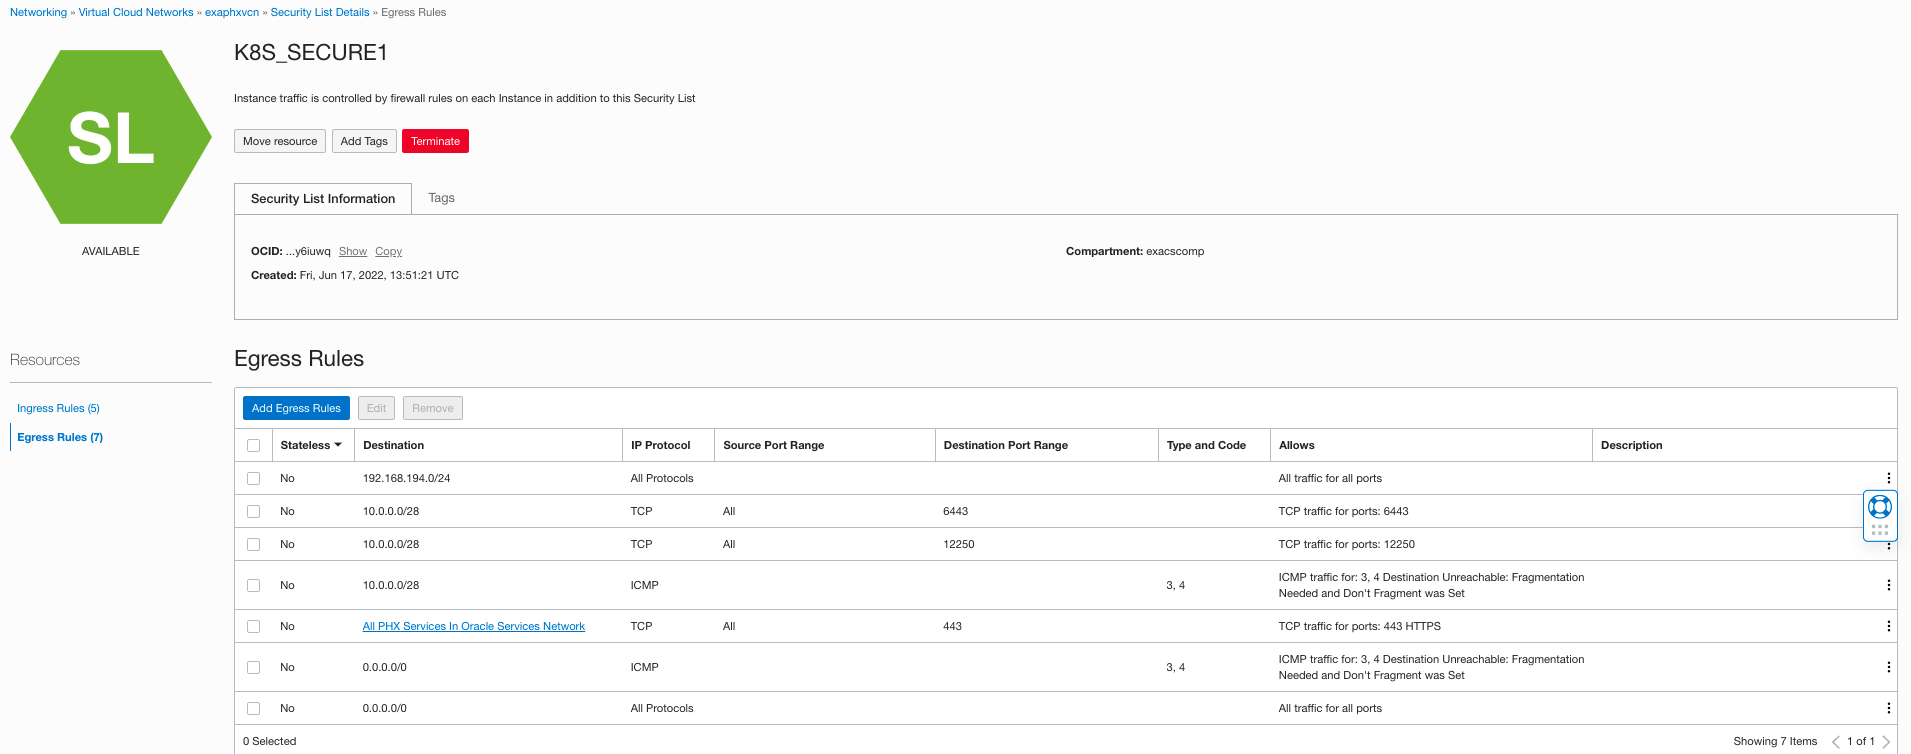 Networking » Virtual Cloud Networks » exaphxvcn » Security List Details » Egress Rules
SL
AVAILABLE
K8S_SECURE1
Instance traffic is controlled by firewall rules on each Instance in addition to this Security List
Move resource Add Tags Terminate
Security List Information Tags
OCID: ...y6iuwq Show Copy Compartment: exacscomp
Created: Fri, Jun 17, 2022, 13:51:21 UTC
Resources
Ingress Rules (5)
Egress Rules (7)
Egress Rules
Add Egress Rules Edit Remove
Stateless Destination IP Protocol Source Port Range Destination Port Range Type and Code Allows Description
No 192.168.194.0/24 All Protocols All traffic for all ports
No 10.0.0.0/28 TCP All 6443 TCP traffic for ports: 6443
No 10.0.0.0/28 TCP All 12250 TCP traffic for ports: 12250
No 10.0.0.0/28 ICMP 3, 4 ICMP traffic for: 3, 4 Destination Unreachable: Fragmentation
Needed and Don't Fragment was Set
No All PHX Services In Oracle Services Network TCP All 443 TCP traffic for ports: 443 HTTPS
No 0.0.0.0/0 ICMP 3, 4 ICMP traffic for: 3, 4 Destination Unreachable: Fragmentation
Needed and Don't Fragment was Set
No 0.0.0.0/0 All Protocols All traffic for all ports
0 Selected Showing 7 Items 1 of 1